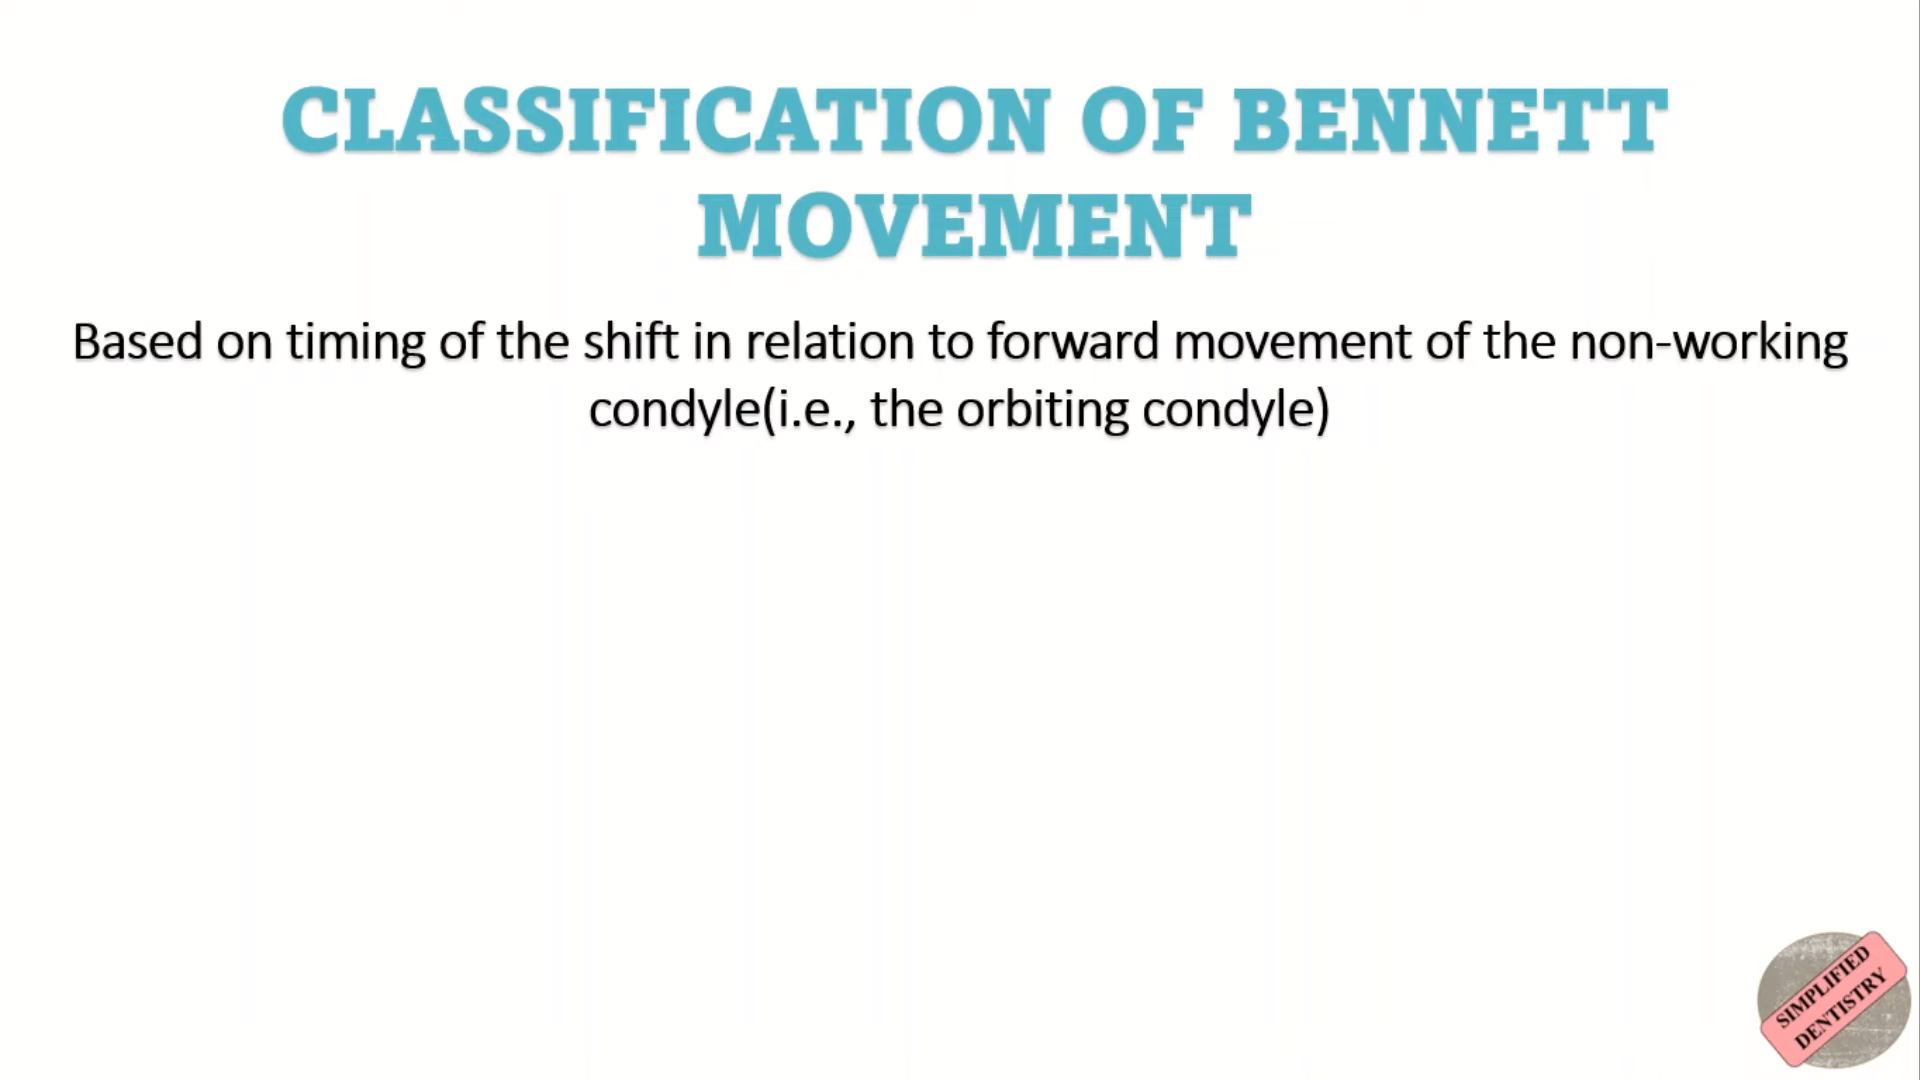 CLASSIFICATION OF BENNETT
MOVEMENT
Based on timing of the shift in relation to forward movement of the non-working
condyle(i.e., the orbiting condyle)
SIMPLIFIED
DENTISTRY